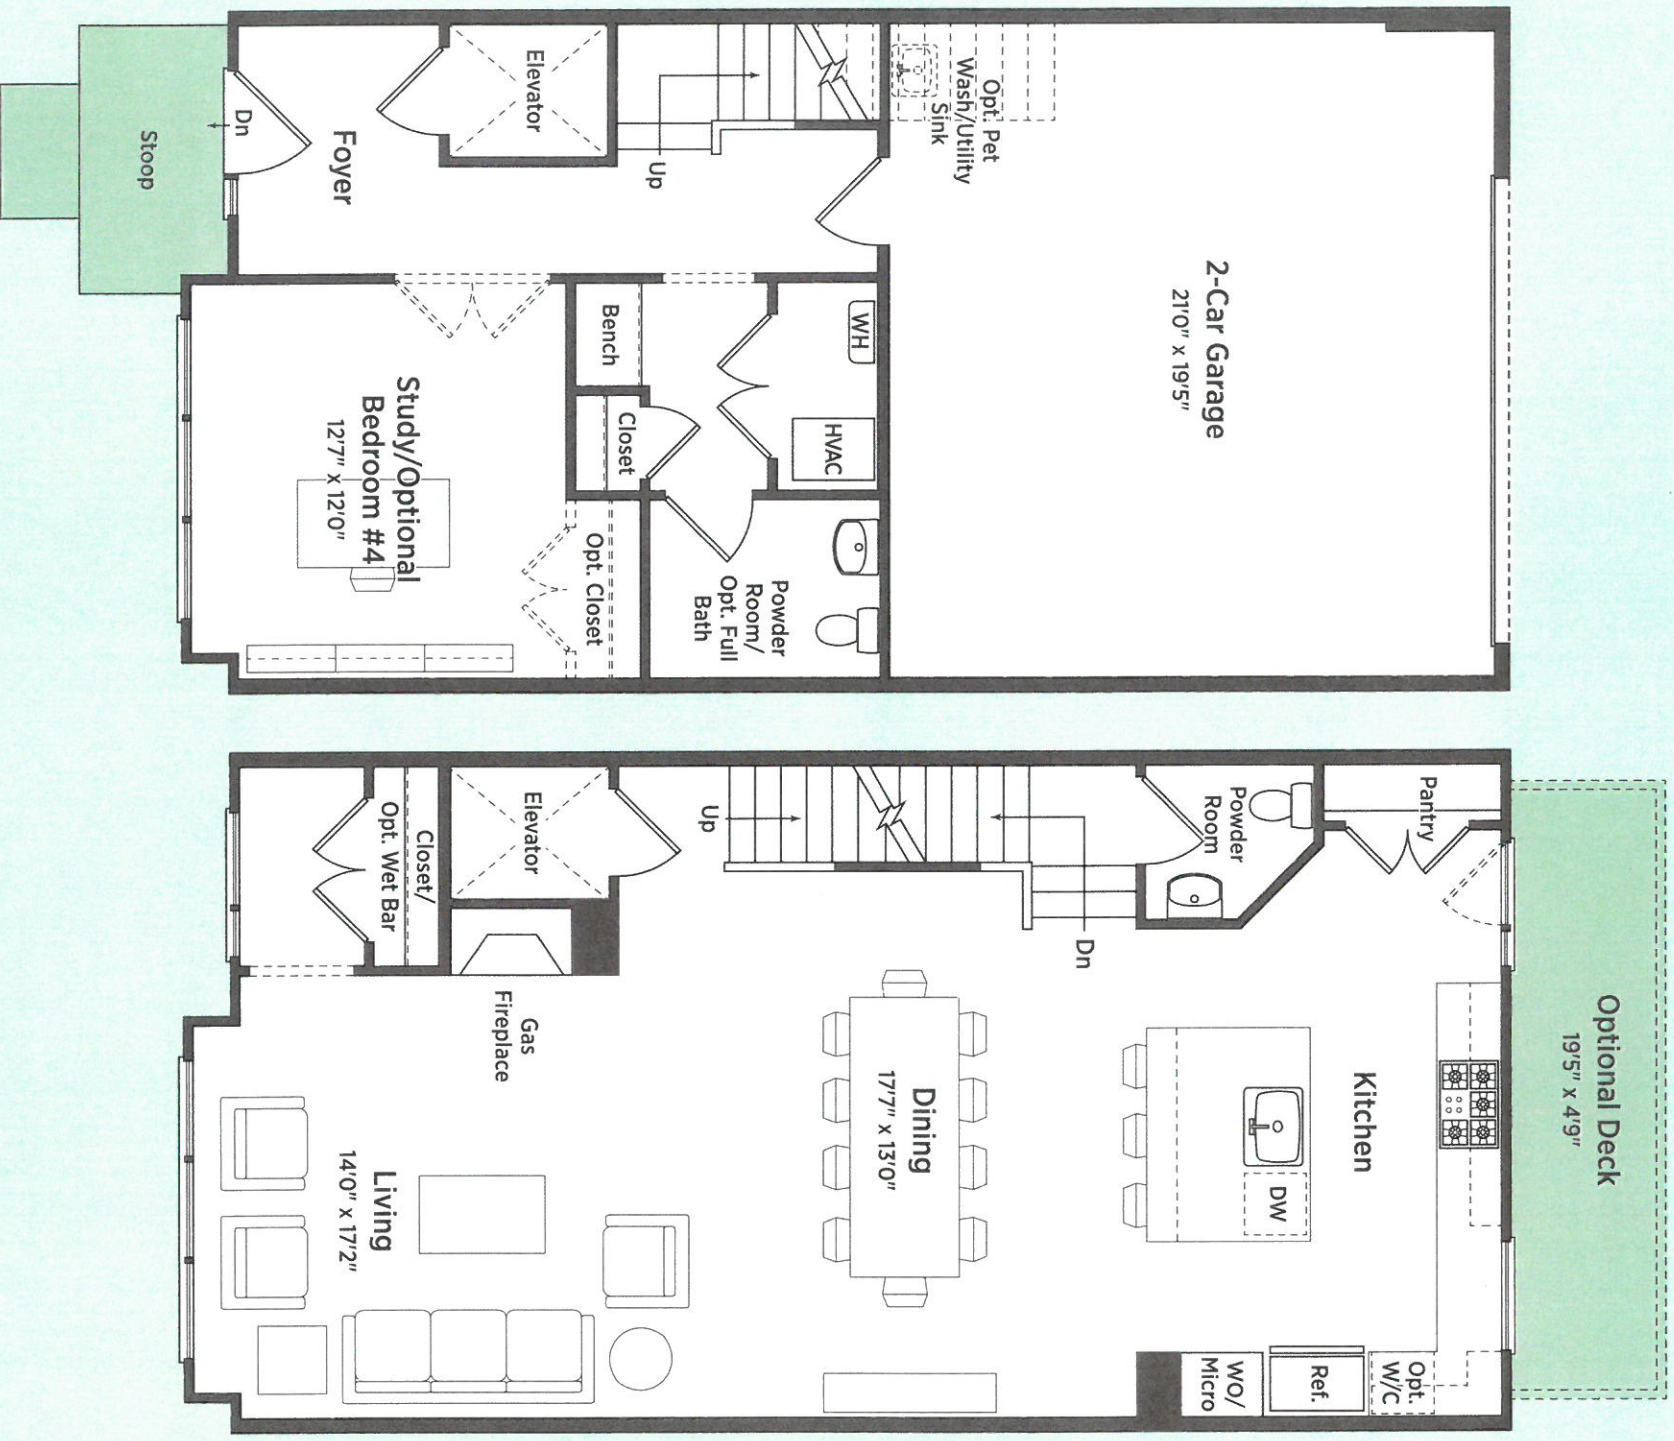 Optional Deck
19'5" x 4'9"
Pantry
Powder
Room
Kitchen
DW
Opt.
W/C
Ref.
WO/
Micro
Dn
Up
Dining
17'7" x 13'0"
Elevator
Gas
Fireplace
Closet/
Opt. Wet Bar
Living
14'0" x 17'2"
2-Car Garage
21'0" x 19'5"
Opt. Pet
Wash/Utility
Sink
Up
Elevator
Foyer
Dn
Stoop
WH
HVAC
Bench
Closet
Powder
Room/
Opt. Full
Bath
Opt. Closet
Study/Optional
Bedroom #4
12'7" x 12'0"